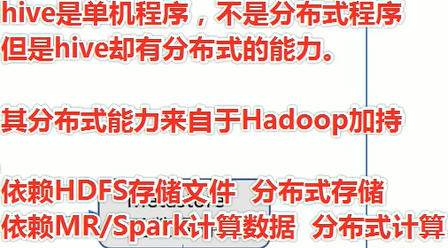 hive是单机程序，不是分布式程序
但是hive却有分布式的能力。
其分布式能力来自于Hadoop加持
依赖HDFS存储文件 分布式存储
依赖MR/Spark计算数据 分布式计算